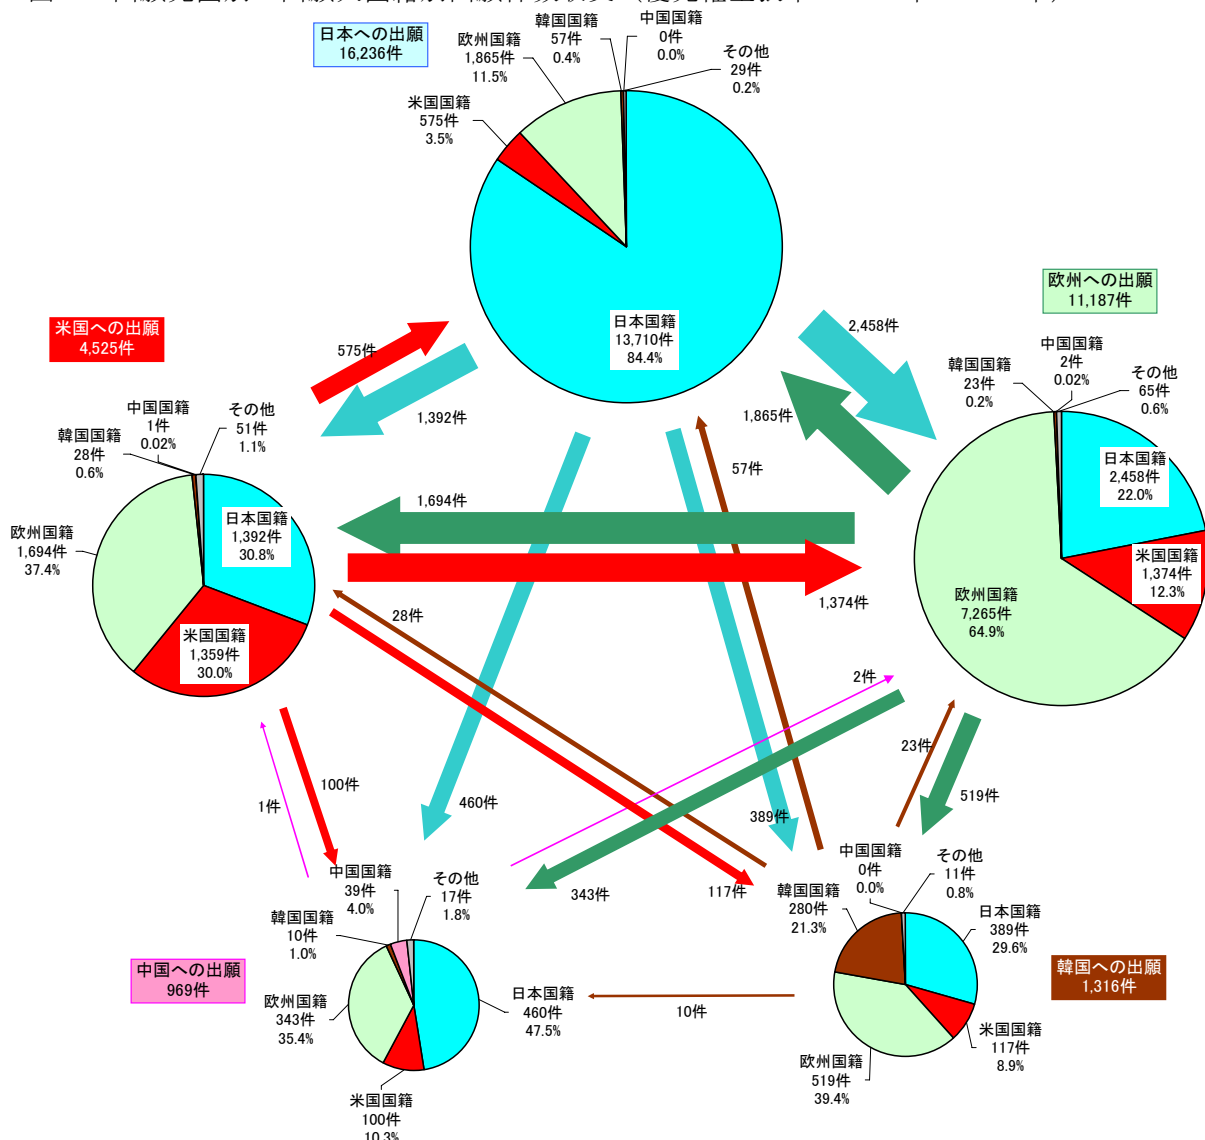 日本への出願
16,236件
欧州国籍
1,865件
11.5%
韓国国籍
57件
0.4%
中国国籍
0件
0.0%
その他
29件
0.2%
米国国籍
575件
3.5%
日本国籍
13,710件
84.4%
欧州への出願
11,187件
米国への出願
4,525件
575件
1,392件
2,458件
1,865件
57件
韓国国籍
23件
0.2%
中国国籍
2件
0.02%
その他
65件
0.6%
日本国籍
2,458件
22.0%
米国国籍
1,374件
12.3%
欧州国籍
7,265件
64.9%
中国国籍
1件
0.02%
その他
51件
1.1%
韓国国籍
28件
0.6%
欧州国籍
1,694件
37.4%
日本国籍
1,392件
30.8%
米国国籍
1,359件
30.0%
1,694件
1,374件
28件
2件
23件
519件
100件
1件
460件
389件
343件
117件
中国国籍
39件
4.0%
その他
17件
1.8%
韓国国籍
10件
1.0%
中国への出願
969件
欧州国籍
343件
35.4%
日本国籍
460件
47.5%
米国国籍
100件
10.3%
10件
中国国籍
0件
0.0%
その他
11件
0.8%
韓国国籍
280件
21.3%
日本国籍
389件
29.6%
韓国への出願
1,316件
米国国籍
117件
8.9%
欧州国籍
519件
39.4%